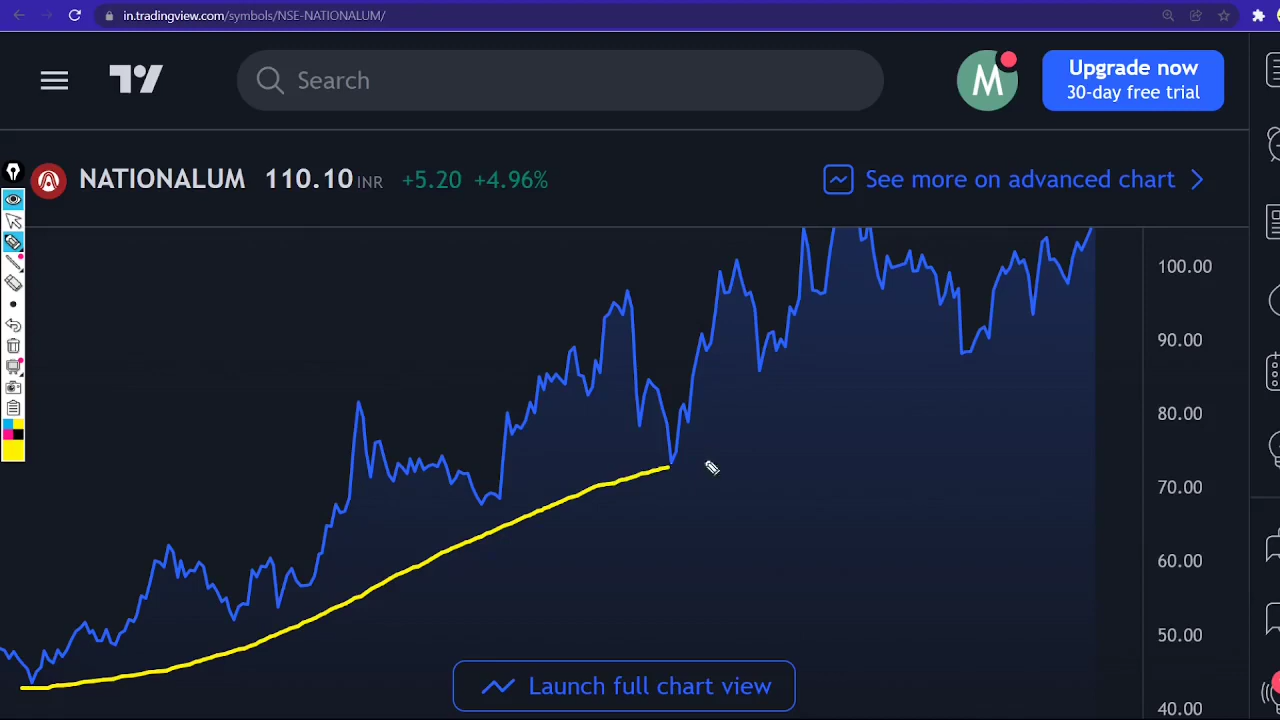 in.tradingview.com/symbols/NSE-NATIONALUM/
Search
M
Upgrade now
30-day free trial
NATIONALUM 110.10 INR +5.20 +4.96%
See more on advanced chart
100.00
90.00
80.00
70.00
60.00
50.00
40.00
Launch full chart view